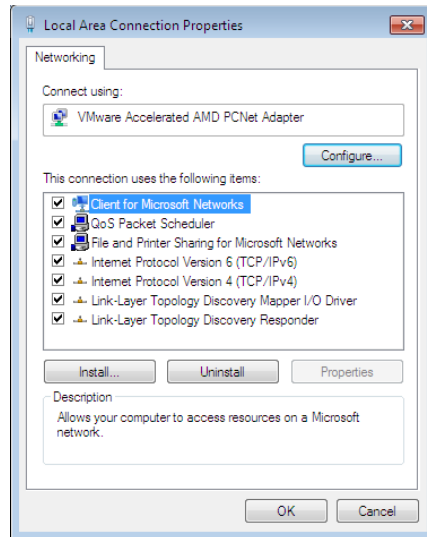 Local Area Connection Properties
Networking
Connect using:
VMware Accelerated AMD PCNet Adapter
Configure...
This connection uses the following items:
Client for Microsoft Networks
QoS Packet Scheduler
File and Printer Sharing for Microsoft Networks
Internet Protocol Version 6 (TCP/IPv6)
Internet Protocol Version 4 (TCP/IPv4)
Link-Layer Topology Discovery Mapper I/O Driver
Link-Layer Topology Discovery Responder
Install... Uninstall Properties
Description
Allows your computer to access resources on a Microsoft
network.
OK Cancel